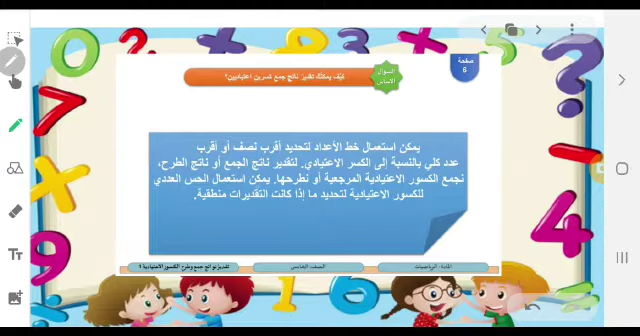 صفحة
6
السؤال
الأساس
كيف يمكنك تقدير ناتج جمع كسرين اعتياديين؟
يمكن استعمال خط الأعداد لتحديد أقرب نصف أو أقرب
عدد كلي بالنسبة إلى الكسر الاعتيادي. لتقدير ناتج الجمع أو ناتج الطرح،
نجمع الكسور الاعتيادية المرجعية أو نطرحها. يمكن استعمال الحس العددي
للكسور الاعتيادية لتحديد ما إذا كانت التقديرات منطقية.
المادة: الرياضيات
الصف: الخامس
تقدير نواتج جمع وطرح الكسور الاعتيادية 1
Tт